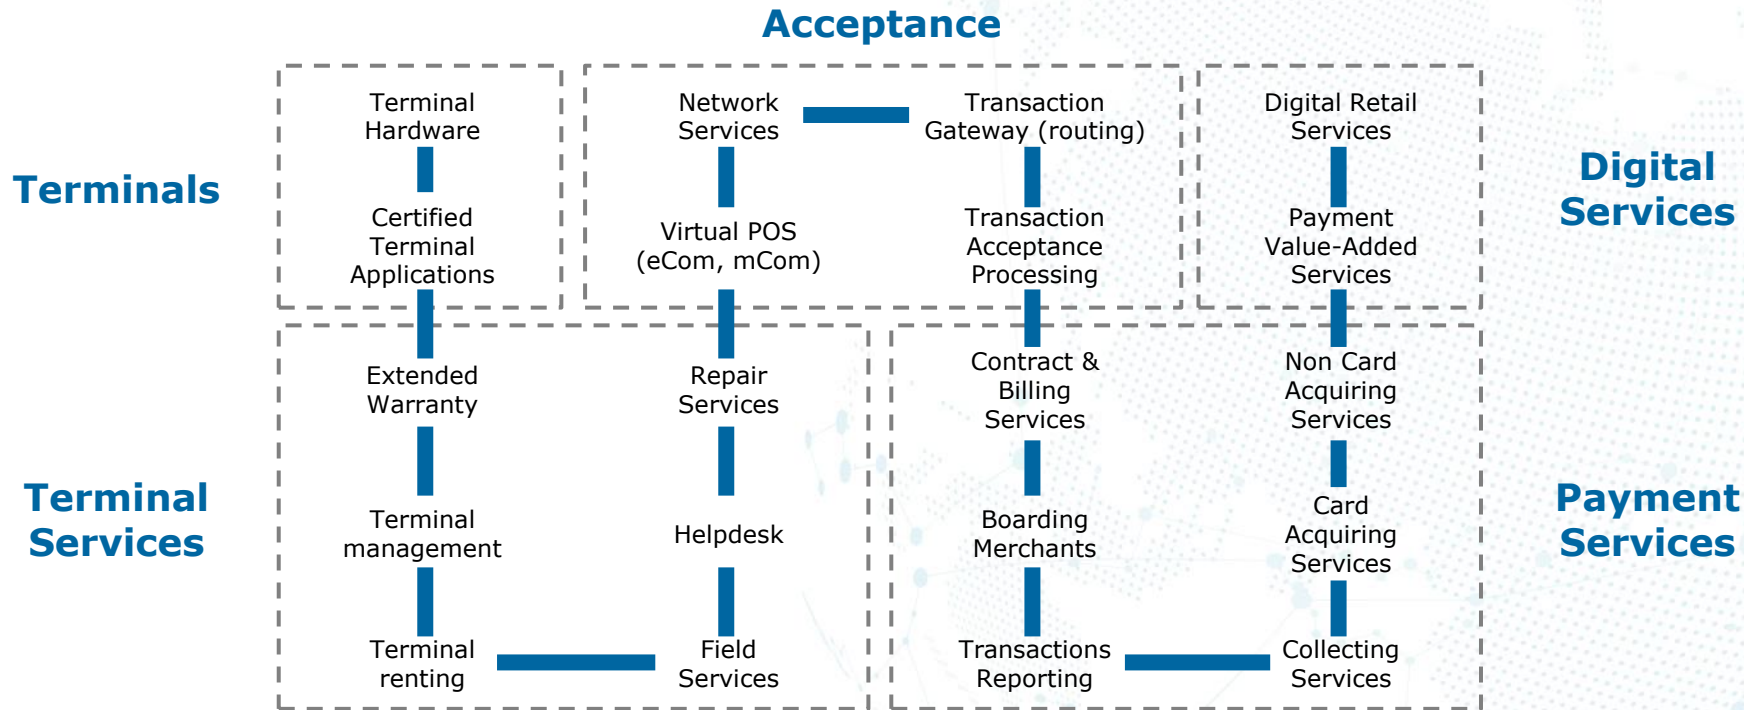 Acceptance
Terminals
Terminal
Hardware
Certified
Terminal
Applications
Network
Services
Transaction
Gateway (routing)
Virtual POS
(eCom, mCom)
Transaction
Acceptance
Processing
Digital Retail
Services
Payment
Value-Added
Services
Digital
Services
Terminal
Services
Extended
Warranty
Terminal
management
Terminal
renting
Repair
Services
Helpdesk
Field
Services
Contract &
Billing
Services
Boarding
Merchants
Transactions
Reporting
Non Card
Acquiring
Services
Card
Acquiring
Services
Collecting
Services
Payment
Services